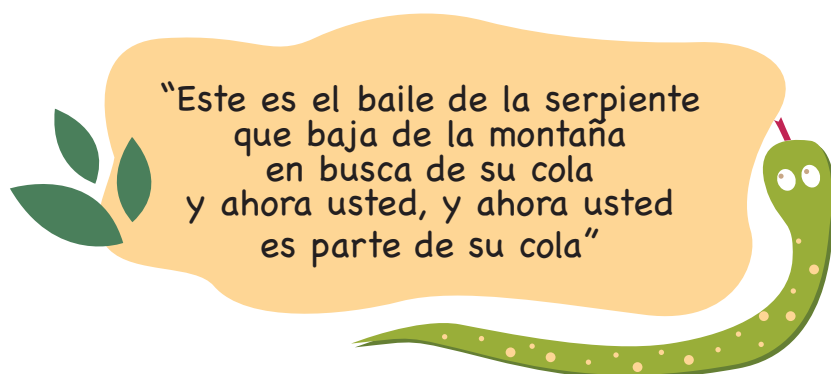 “Este es el baile de la serpiente
que baja de la montaña
en busca de su cola
y ahora usted, y ahora usted
es parte de su cola”